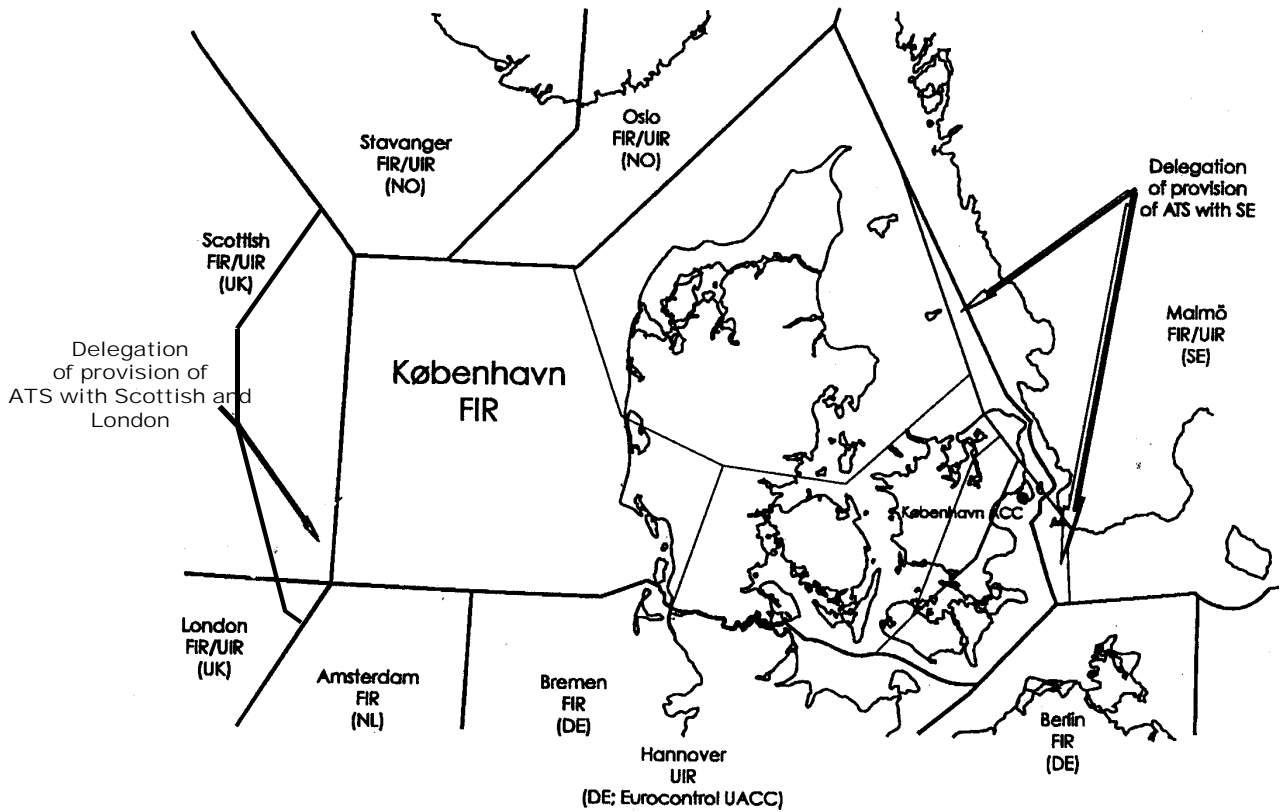 Stavanger
FIR/UIR
(NO)
Oslo
FIR/UIR
(NO)
Delegation
of provision
of ATS with SE
Scottish
FIR/UIR
(UK)
Malmö
FIR/UIR
(SE)
Delegation
of provision of
ATS with Scottish and
London
København
FIR
København ACC
London
FIR/UIR
(UK)
Amsterdam
FIR
(NL)
Bremen
FIR
(DE)
Hannover
UIR
(DE; Eurocontrol UACC)
Berlin
FIR
(DE)